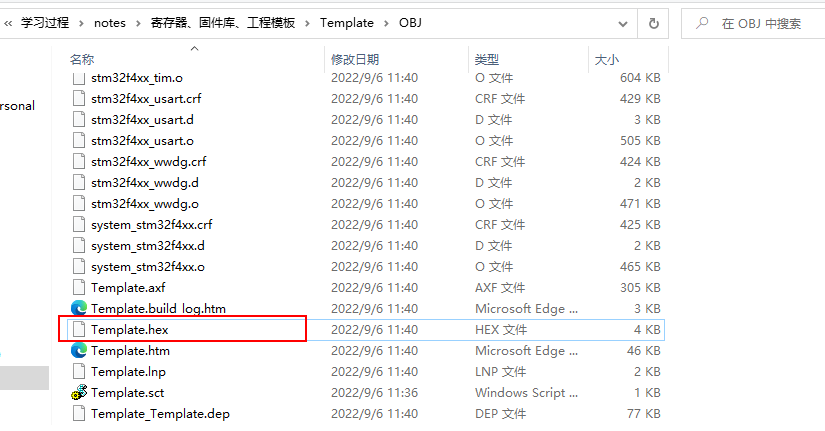 « 学习过程 › notes › 寄存器、固件库、工程模板 › Template › OBJ
在 OBJ 中搜索
名称 修改日期 类型 大小
stm32f4xx_tim.o 2022/9/6 11:40 O 文件 604 KB
stm32f4xx_usart.crf 2022/9/6 11:40 CRF 文件 429 KB
ersonal
stm32f4xx_usart.d 2022/9/6 11:40 D 文件 3 KB
stm32f4xx_usart.o 2022/9/6 11:40 O 文件 505 KB
stm32f4xx_wwdg.crf 2022/9/6 11:40 CRF 文件 424 KB
stm32f4xx_wwdg.d 2022/9/6 11:40 D 文件 2 KB
stm32f4xx_wwdg.o 2022/9/6 11:40 O 文件 471 KB
system_stm32f4xx.crf 2022/9/6 11:40 CRF 文件 425 KB
system_stm32f4xx.d 2022/9/6 11:40 D 文件 2 KB
system_stm32f4xx.o 2022/9/6 11:40 O 文件 465 KB
Template.axf 2022/9/6 11:40 AXF 文件 305 KB
Template.build_log.htm 2022/9/6 11:40 Microsoft Edge ... 3 KB
Template.hex 2022/9/6 11:40 HEX 文件 4 KB
Template.htm 2022/9/6 11:40 Microsoft Edge ... 46 KB
Template.lnp 2022/9/6 11:40 LNP 文件 2 KB
Template.sct 2022/9/6 11:36 Windows Script ... 1 KB
Template_Template.dep 2022/9/6 11:40 DEP 文件 77 KB